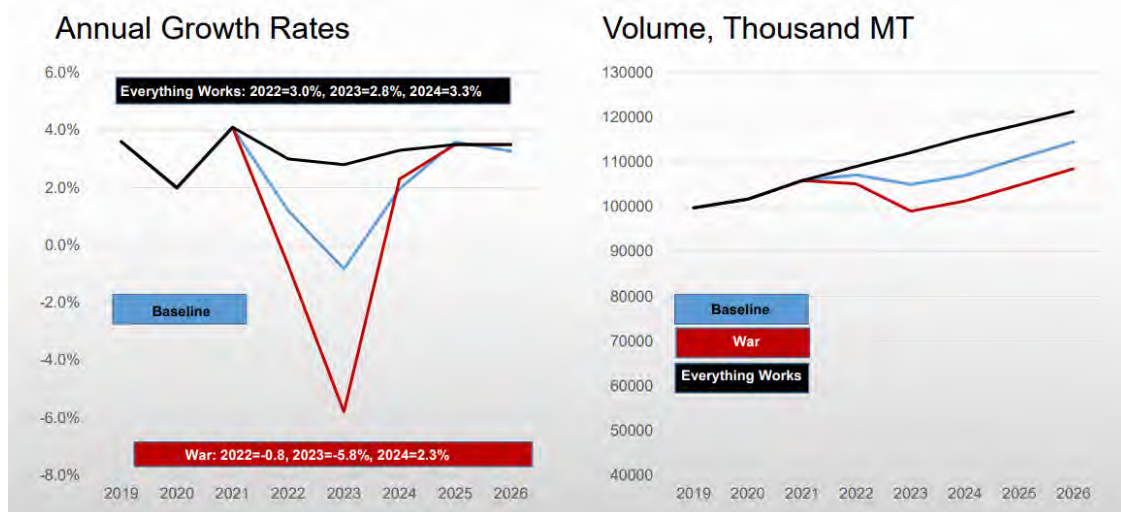 Annual Growth Rates
6.0%
Everything Works: 2022=3.0%, 2023=2.8%, 2024=3.3%
4.0%
2.0%
0.0%
-2.0%
Baseline
-4.0%
-6.0%
War: 2022=-0.8, 2023=-5.8%, 2024=2.3%
-8.0%
2019 2020 2021 2022 2023 2024 2025 2026
Volume, Thousand MT
130000
120000
110000
100000
90000
80000
Baseline
70000
War
Everything Works
60000
50000
40000
2019 2020 2021 2022 2023 2024 2025 2026